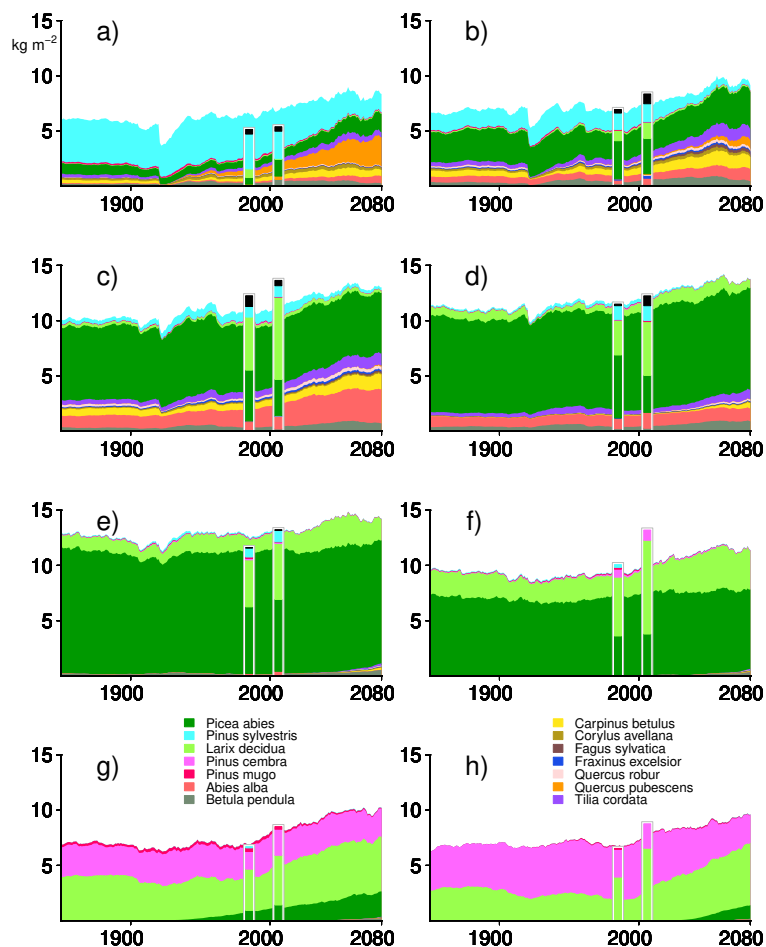 a) b)
15 15
kg m⁻²
10 10
5 5
1900 2000 2080 1900 2000 2080
c) d)
15 15
10 10
5 5
1900 2000 2080 1900 2000 2080
e) f)
15 15
10 10
5 5
1900 2000 2080 1900 2000 2080
Picea abies
Pinus sylvestris
Larix decidua
Pinus cembra
Pinus mugo
Abies alba
Betula pendula
Carpinus betulus
Corylus avellana
Fagus sylvatica
Fraxinus excelsior
Quercus robur
Quercus pubescens
Tilia cordata
g) h)
15 15
10 10
5 5
1900 2000 2080 1900 2000 2080